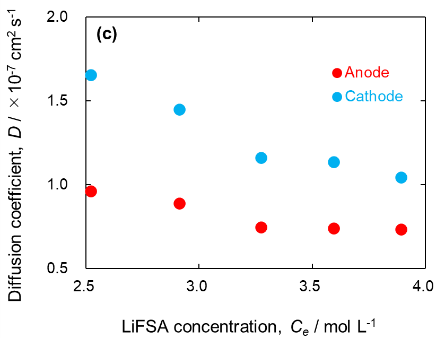 (c)
Anode
Cathode
2.0
1.5
1.0
0.5
2.5 3.0 3.5 4.0
Diffusion coefficient, D / ×10-7 cm2 s-1
LiFSA concentration, Ce / mol L-1